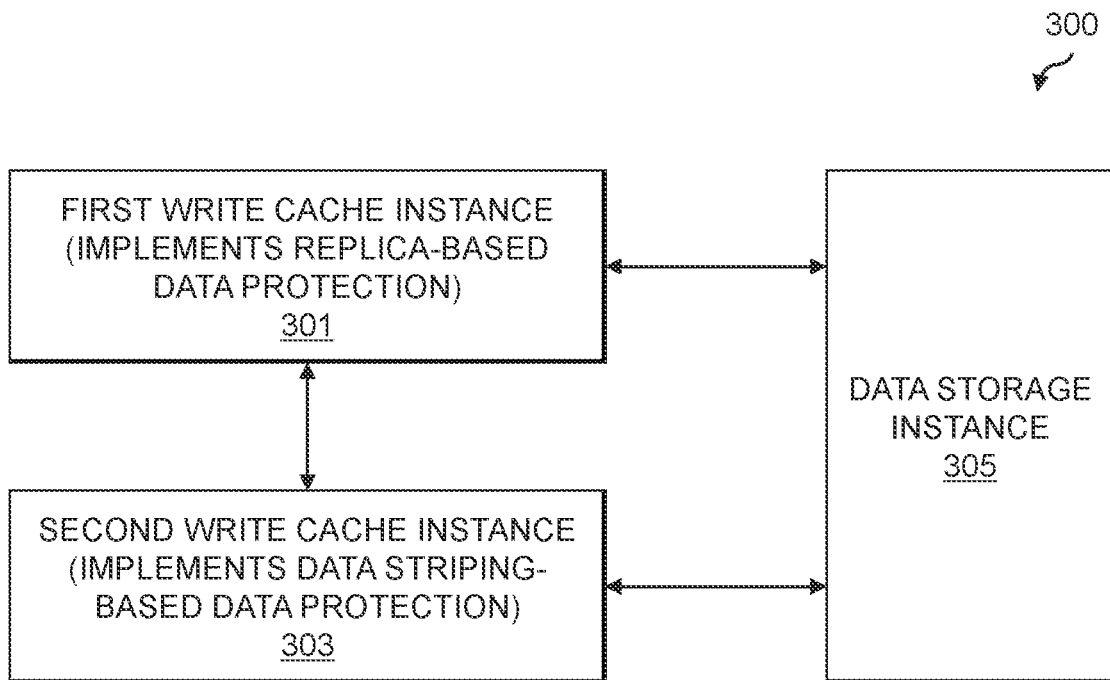 300
FIRST WRITE CACHE INSTANCE
(IMPLEMENTS REPLICA-BASED
DATA PROTECTION)
301
DATA STORAGE
INSTANCE
305
SECOND WRITE CACHE INSTANCE
(IMPLEMENTS DATA STRIPING-
BASED DATA PROTECTION)
303